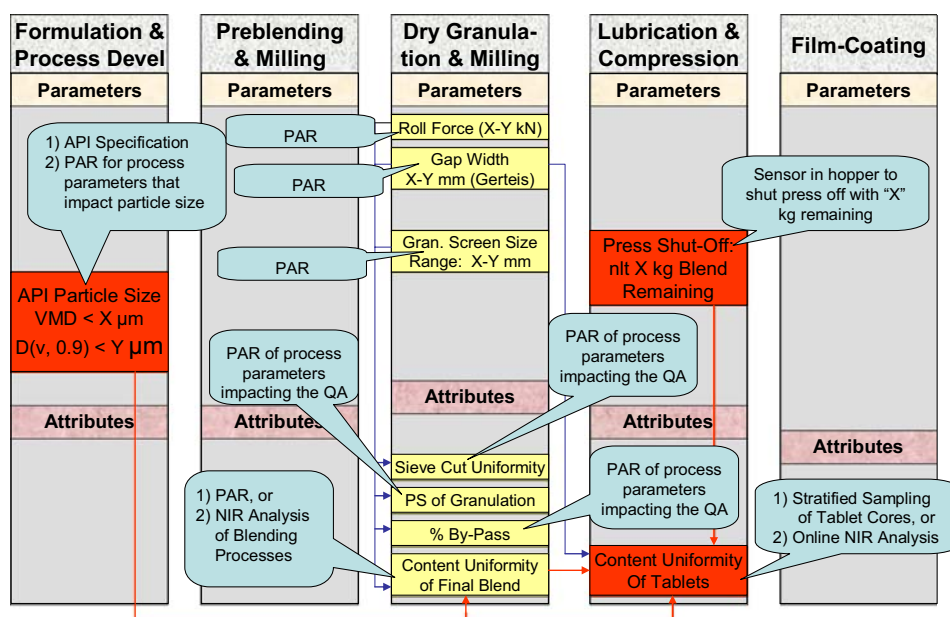 Formulation &
Process Devel
Parameters
1) API Specification
2) PAR for process
parameters that
impact particle size
API Particle Size
VMD < X µm
D(v, 0.9) < Y µm
Attributes
Preblending
& Milling
Parameters
PAR
PAR
PAR
PAR of process
parameters
impacting the QA
Attributes
1) PAR, or
2) NIR Analysis
of Blending
Processes
Dry Granula-
tion & Milling
Parameters
Roll Force (X-Y kN)
Gap Width
X-Y mm (Gerteis)
Gran. Screen Size
Range: X-Y mm
Attributes
Sieve Cut Uniformity
PS of Granulation
% By-Pass
Content Uniformity
of Final Blend
Lubrication &
Compression
Parameters
Press Shut-Off:
nlt X kg Blend
Remaining
PAR of process
parameters
impacting the QA
Attributes
PAR of process
parameters
impacting the QA
Content Uniformity
Of Tablets
Film-Coating
Parameters
Sensor in hopper to
shut press off with “X”
kg remaining
Attributes
1) Stratified Sampling
of Tablet Cores, or
2) Online NIR Analysis